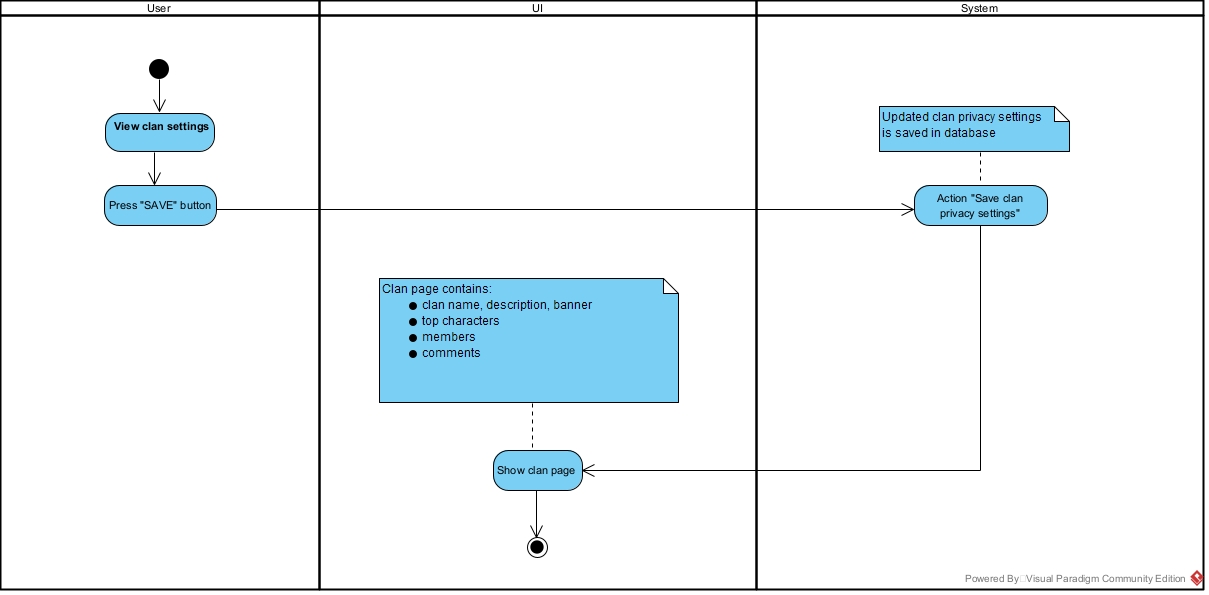 User
UI
System
View clan settings
Updated clan privacy settings
is saved in database
Press "SAVE" button
Action "Save clan
privacy settings"
Clan page contains:
● clan name, description, banner
● top characters
● members
● comments
Show clan page
Powered By Visual Paradigm Community Edition